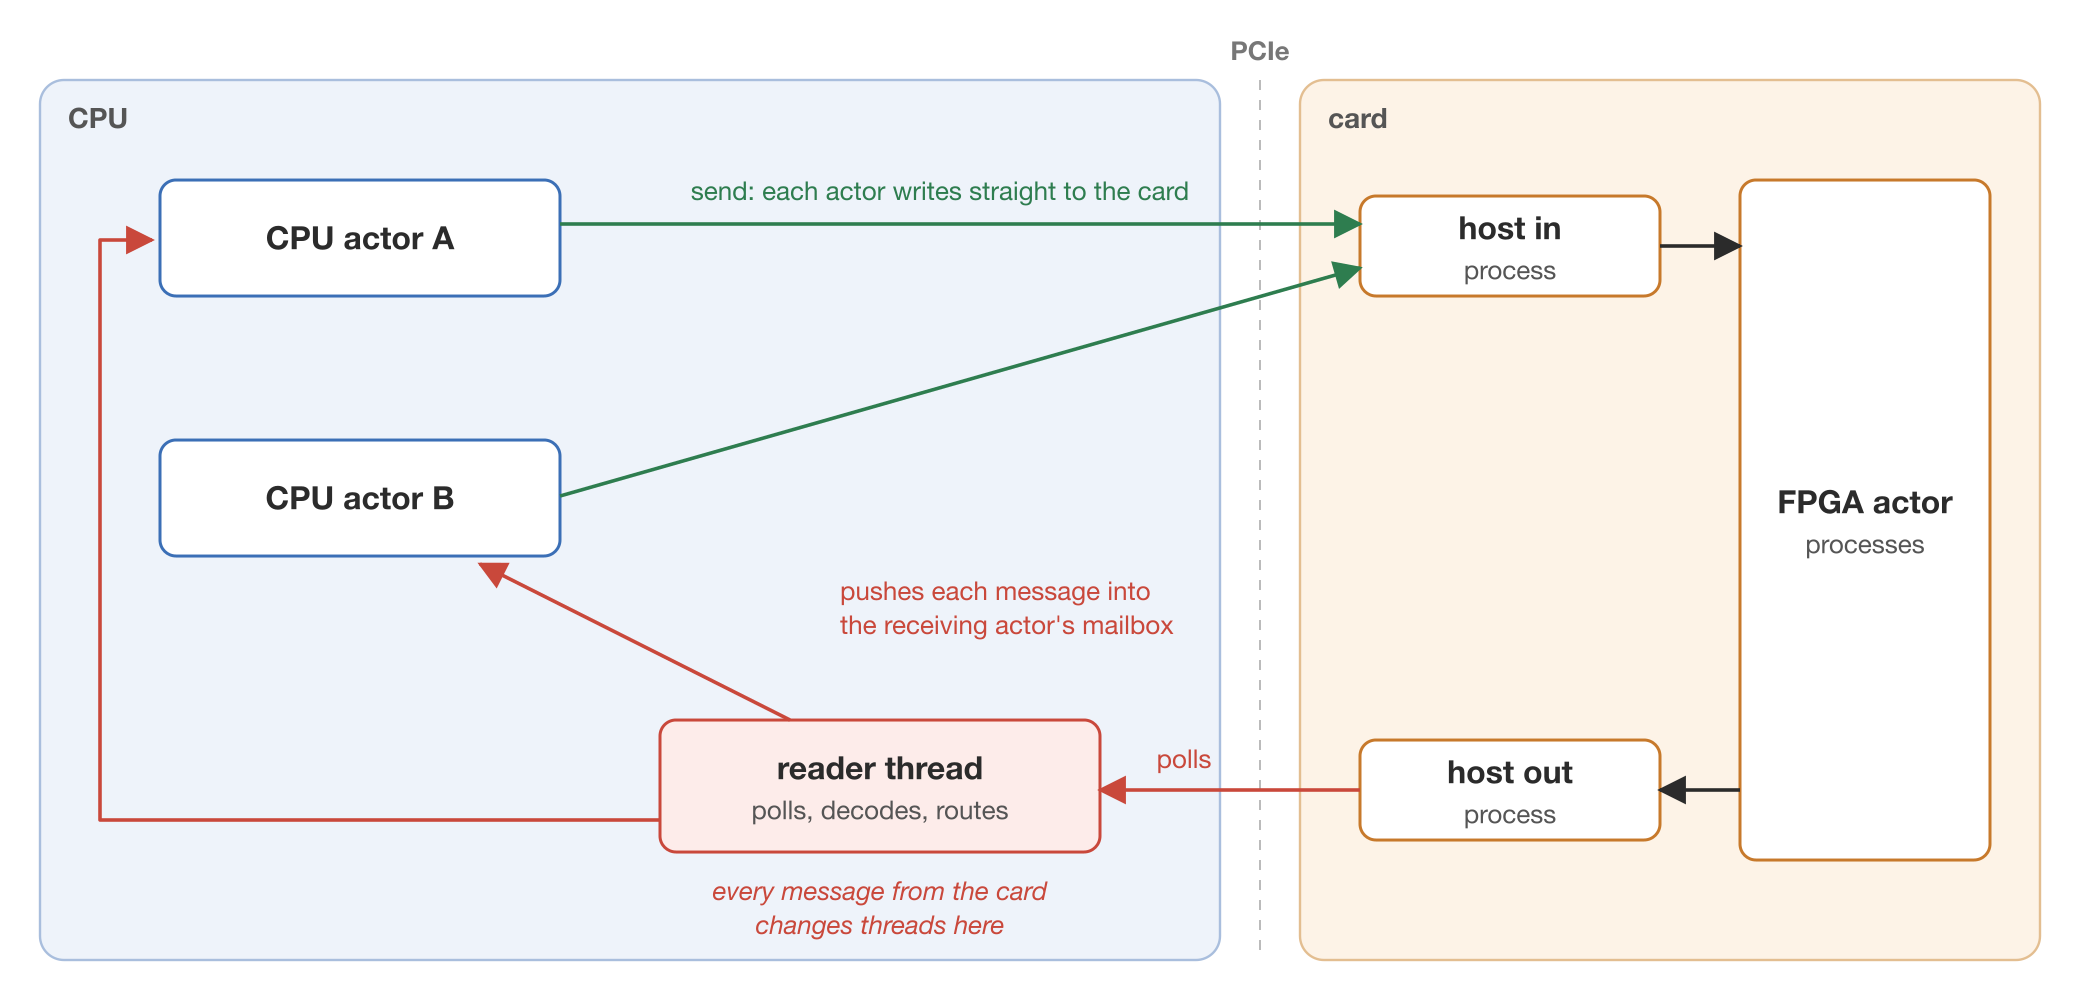 PCIe
CPU
card
send: each actor writes straight to the card
CPU actor A
host in
process
CPU actor B
FPGA actor
processes
pushes each message into
the receiving actor's mailbox
polls
reader thread
polls, decodes, routes
host out
process
every message from the card
changes threads here